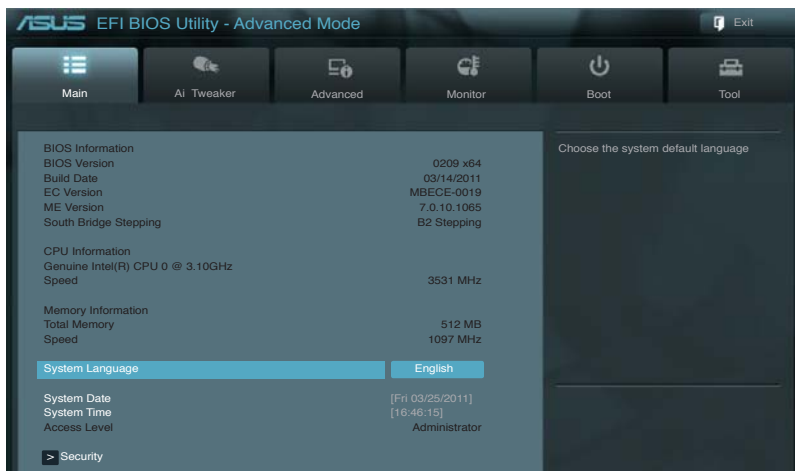 ASUS EFI BIOS Utility - Advanced Mode
Exit
Main
Ai Tweaker
Advanced
Monitor
Boot
Tool
BIOS Information
BIOS Version 0209 x64
Build Date 03/14/2011
EC Version MBECE-0019
ME Version 7.0.10.1065
South Bridge Stepping B2 Stepping
CPU Information
Genuine Intel(R) CPU 0 @ 3.10GHz
Speed 3531 MHz
Memory Information
Total Memory 512 MB
Speed 1097 MHz
System Language English
System Date [Fri 03/25/2011]
System Time [16:46:15]
Access Level Administrator
> Security
Choose the system default language